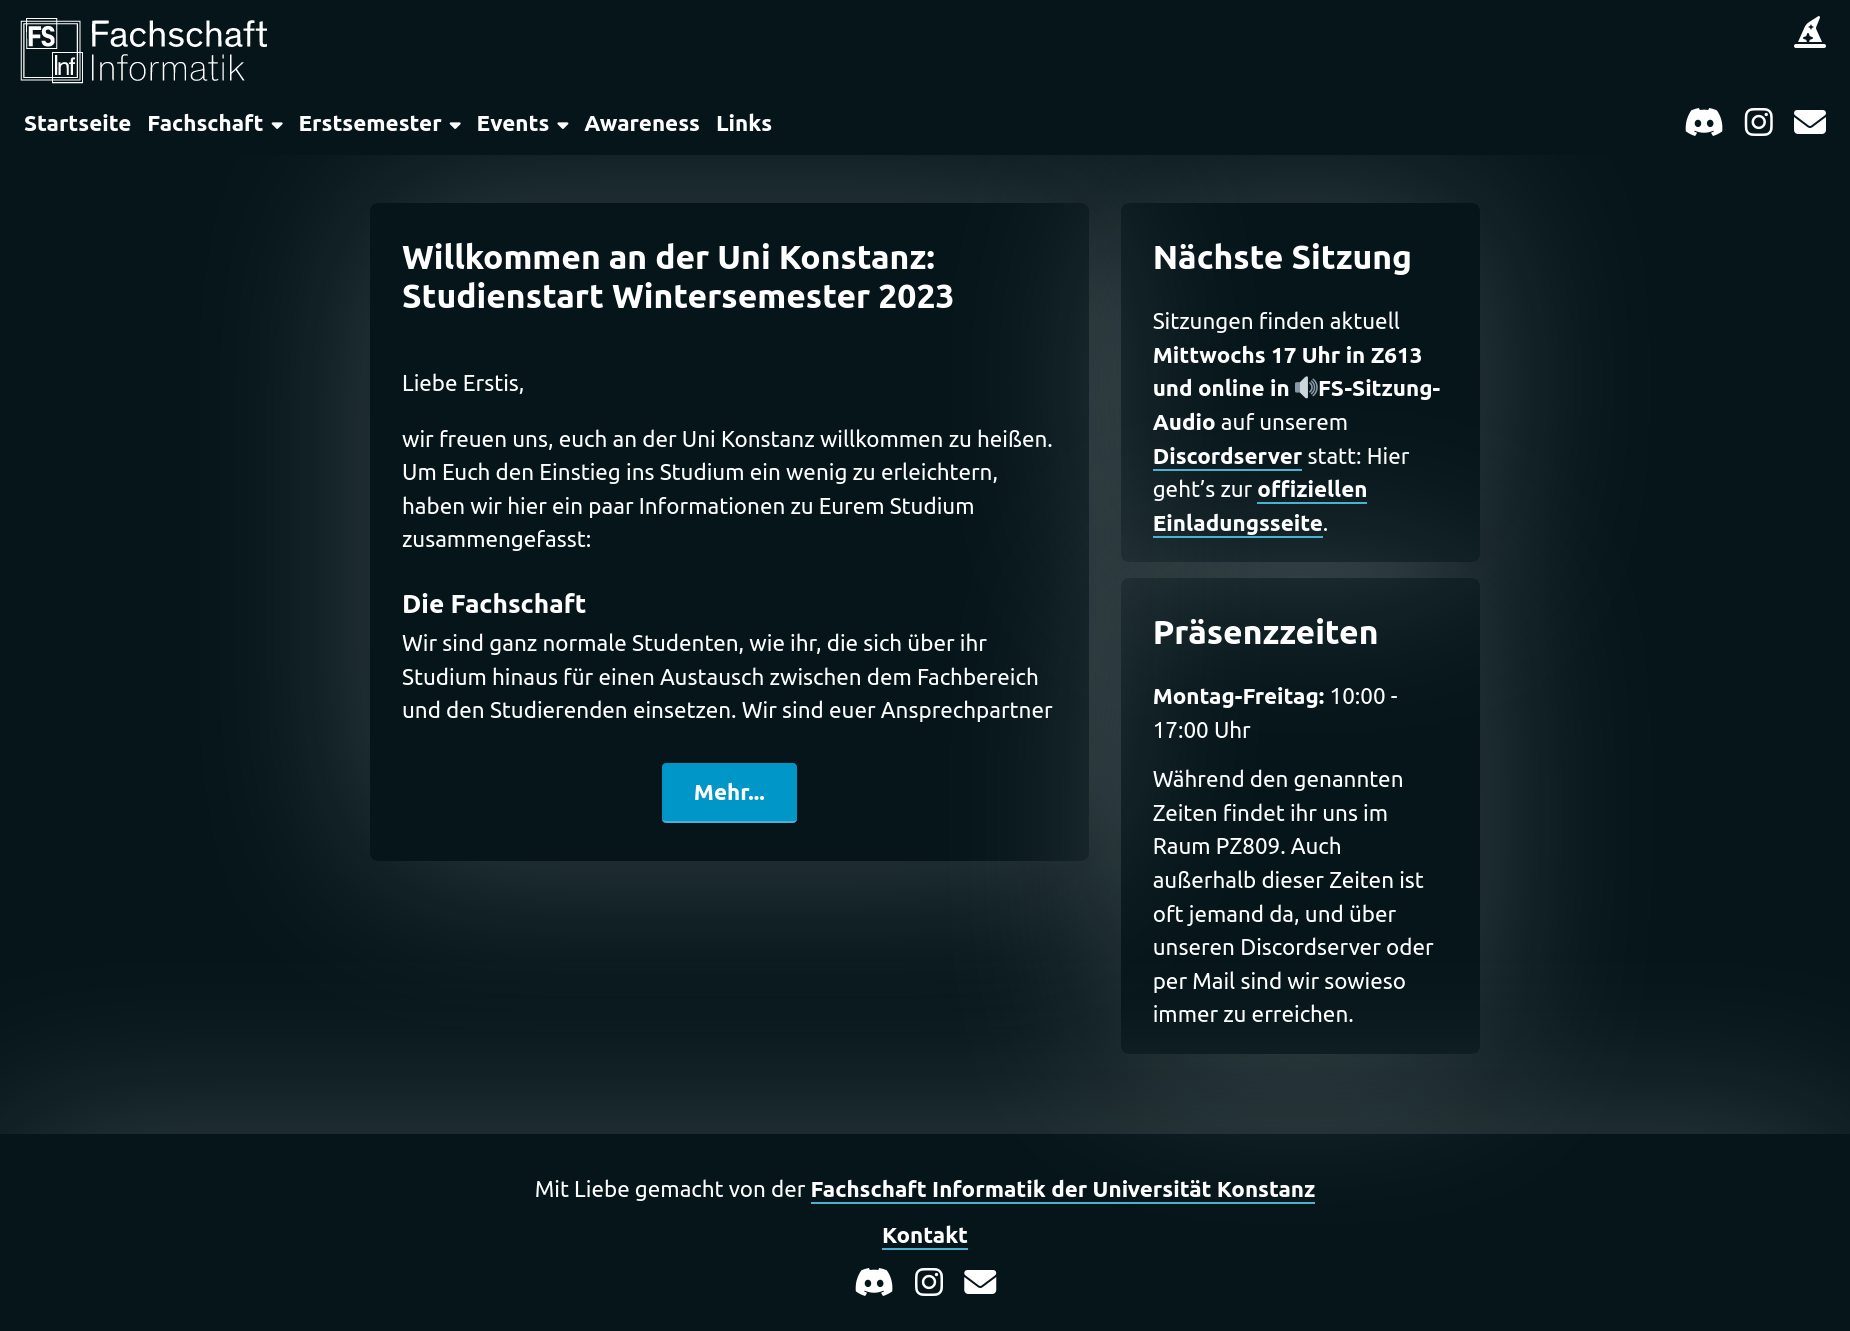 FS
Inf
Fachschaft
Informatik
Startseite Fachschaft Erstsemester Events Awareness Links
Willkommen an der Uni Konstanz:
Studienstart Wintersemester 2023
Liebe Erstis,
wir freuen uns, euch an der Uni Konstanz willkommen zu heißen.
Um Euch den Einstieg ins Studium ein wenig zu erleichtern,
haben wir hier ein paar Informationen zu Eurem Studium
zusammengefasst:
Die Fachschaft
Wir sind ganz normale Studenten, wie ihr, die sich über ihr
Studium hinaus für einen Austausch zwischen dem Fachbereich
und den Studierenden einsetzen. Wir sind euer Ansprechpartner
Mehr...
Nächste Sitzung
Sitzungen finden aktuell
Mittwochs 17 Uhr in Z613
und online in 🔊FS-Sitzung-
Audio auf unserem
Discordserver statt: Hier
geht’s zur offiziellen
Einladungsseite.
Präsenzzeiten
Montag-Freitag: 10:00 -
17:00 Uhr
Während den genannten
Zeiten findet ihr uns im
Raum PZ809. Auch
außerhalb dieser Zeiten ist
oft jemand da, und über
unseren Discordserver oder
per Mail sind wir sowieso
immer zu erreichen.
Mit Liebe gemacht von der Fachschaft Informatik der Universität Konstanz
Kontakt